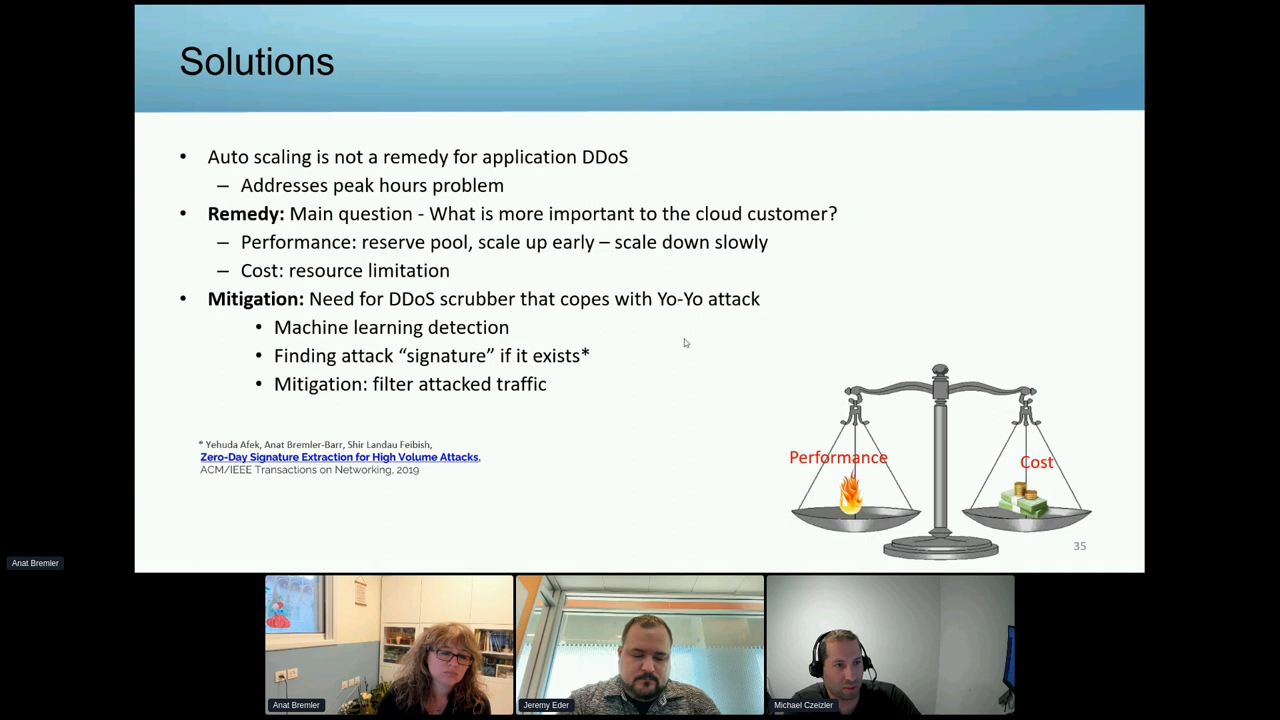 Solutions
• Auto scaling is not a remedy for application DDoS
– Addresses peak hours problem
• Remedy: Main question - What is more important to the cloud customer?
– Performance: reserve pool, scale up early – scale down slowly
– Cost: resource limitation
• Mitigation: Need for DDoS scrubber that copes with Yo-Yo attack
• Machine learning detection
• Finding attack “signature” if it exists*
• Mitigation: filter attacked traffic
* Yehuda Afek, Anat Bremler-Barr, Shir Landau Feibish,
Zero-Day Signature Extraction for High Volume Attacks,
ACM/IEEE Transactions on Networking, 2019
Performance
Cost
35
Anat Bremler
Anat Bremler
Jeremy Eder
Michael Czeizler